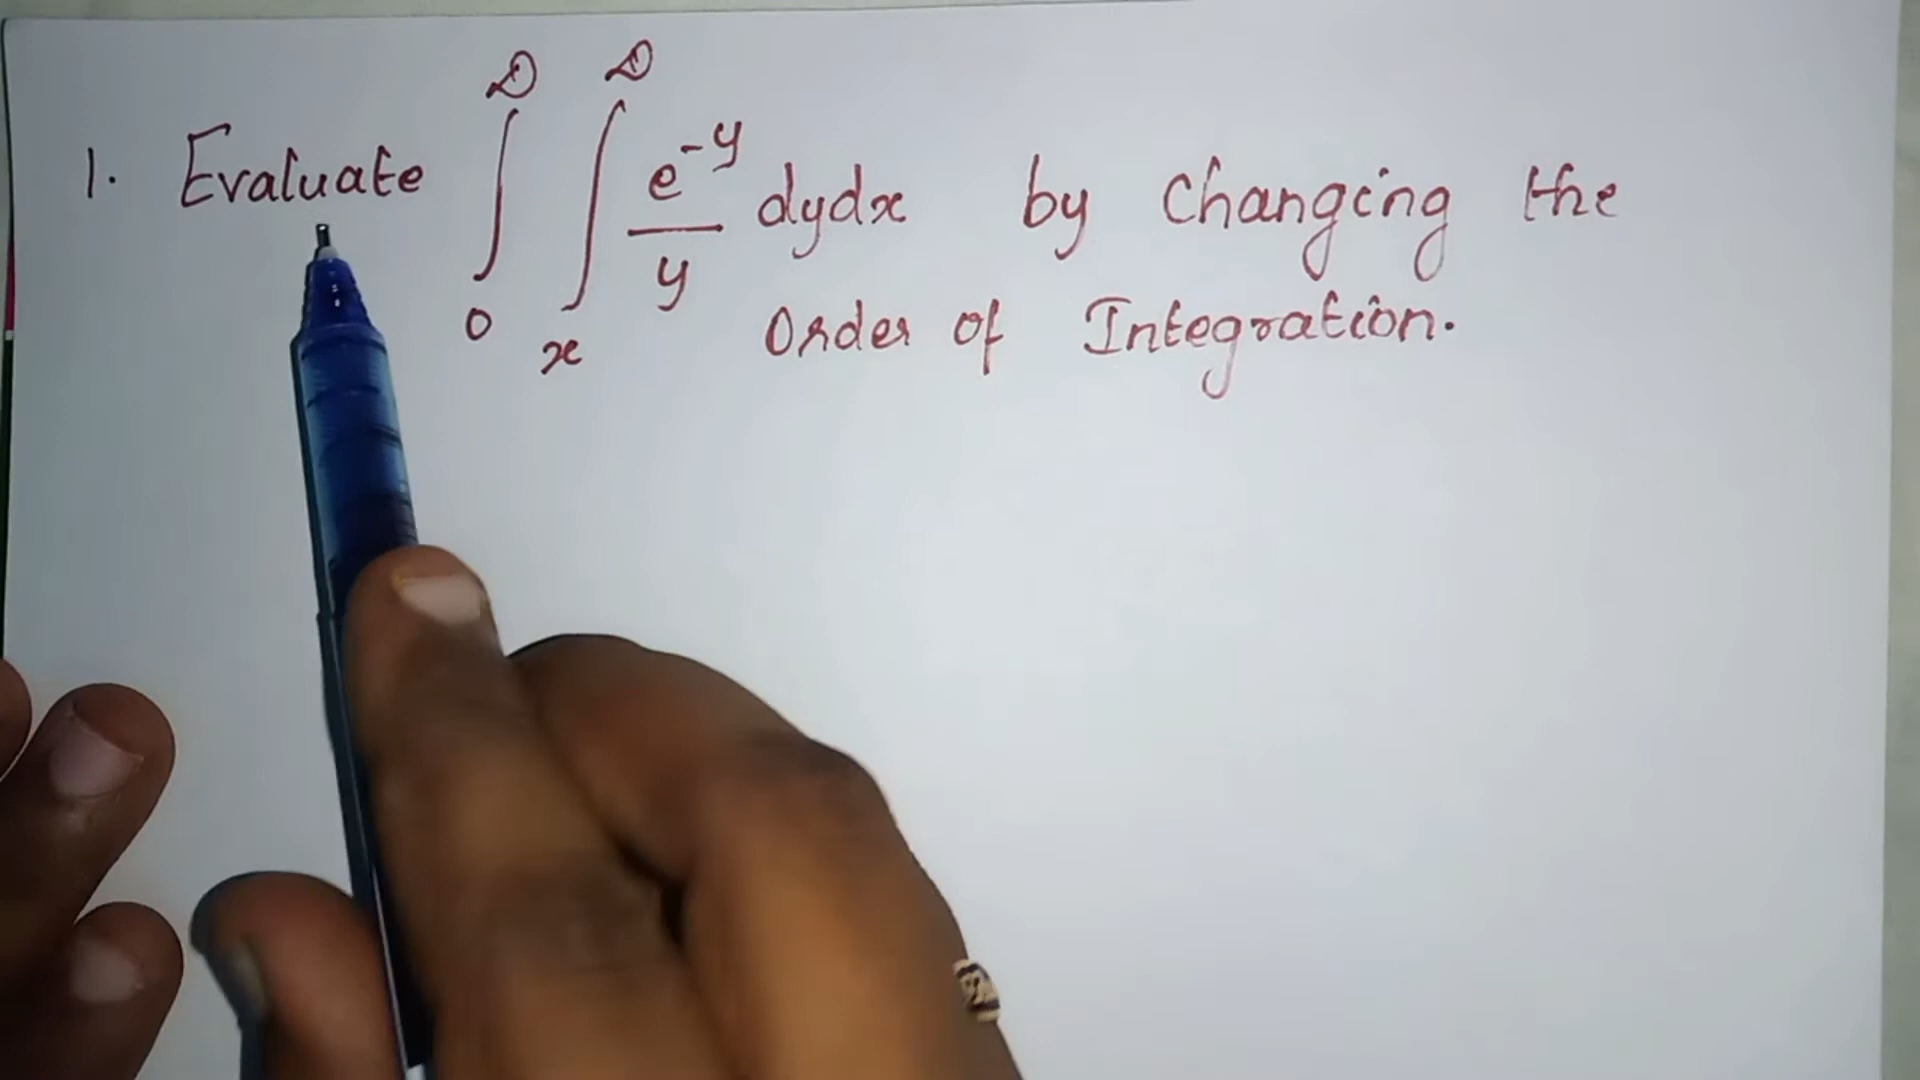 1. Evaluate ∫₀^∞ ∫ₓ^∞ e^{-y}/y dydx by Changing the
Order of Integration.